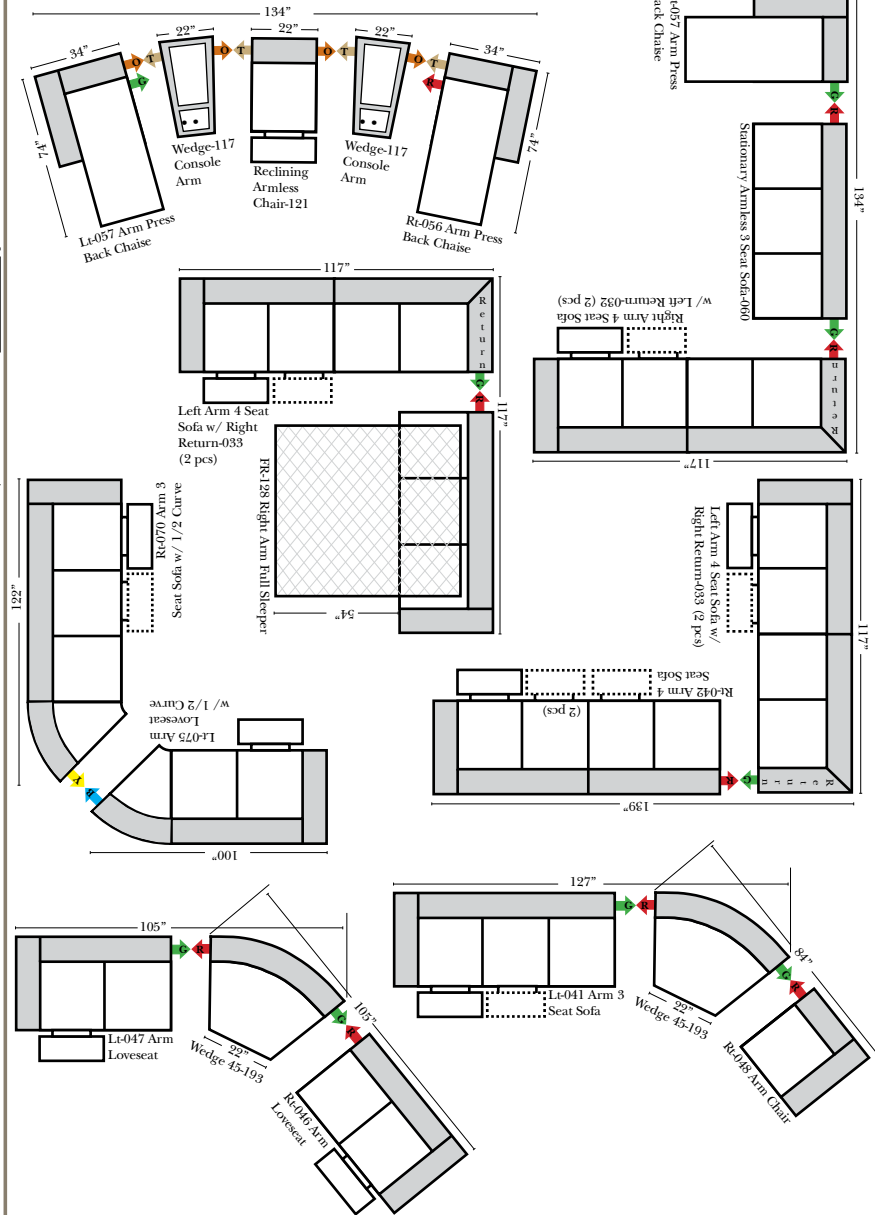 134”
34”
22”
22”
22”
34”
O
T
O
T
O
T
O
T
G
R
74”
74”
Wedge-117
Console
Arm
Reclining
Armless
Chair-121
Wedge-117
Console
Arm
Lt-057 Arm Press
Back Chaise
Rt-056 Arm Press
Back Chaise
-057 Arm Press
Back Chaise
G
R
Stationary Armless 3 Seat Sofa-060
134”
G
R
Return
Right Arm 4 Seat Sofa
w/ Left Return-032 (2 pcs)
117”
117”
Return
G
R
117”
Left Arm 4 Seat
Sofa w/ Right
Return-033
(2 pcs)
FR-128 Right Arm Full Sleeper
54”
Rt-070 Arm 3
Seat Sofa w/ 1/2 Curve
122”
Lt-075 Arm
Loveseat
w/ 1/2 Curve
Y
100”
Left Arm 4 Seat Sofa w/
Right Return-033 (2 pcs)
117”
Return
G
R
Rt-042 Arm 4
Seat Sofa
(2 pcs)
139”
105”
G
R
Lt-047 Arm
Loveseat
22”
Wedge 45-193
G
R
105”
Rt-046 Arm
Loveseat
127”
G
R
Lt-041 Arm 3
Seat Sofa
22”
Wedge 45-193
84”
G
R
Rt-048 Arm Chair